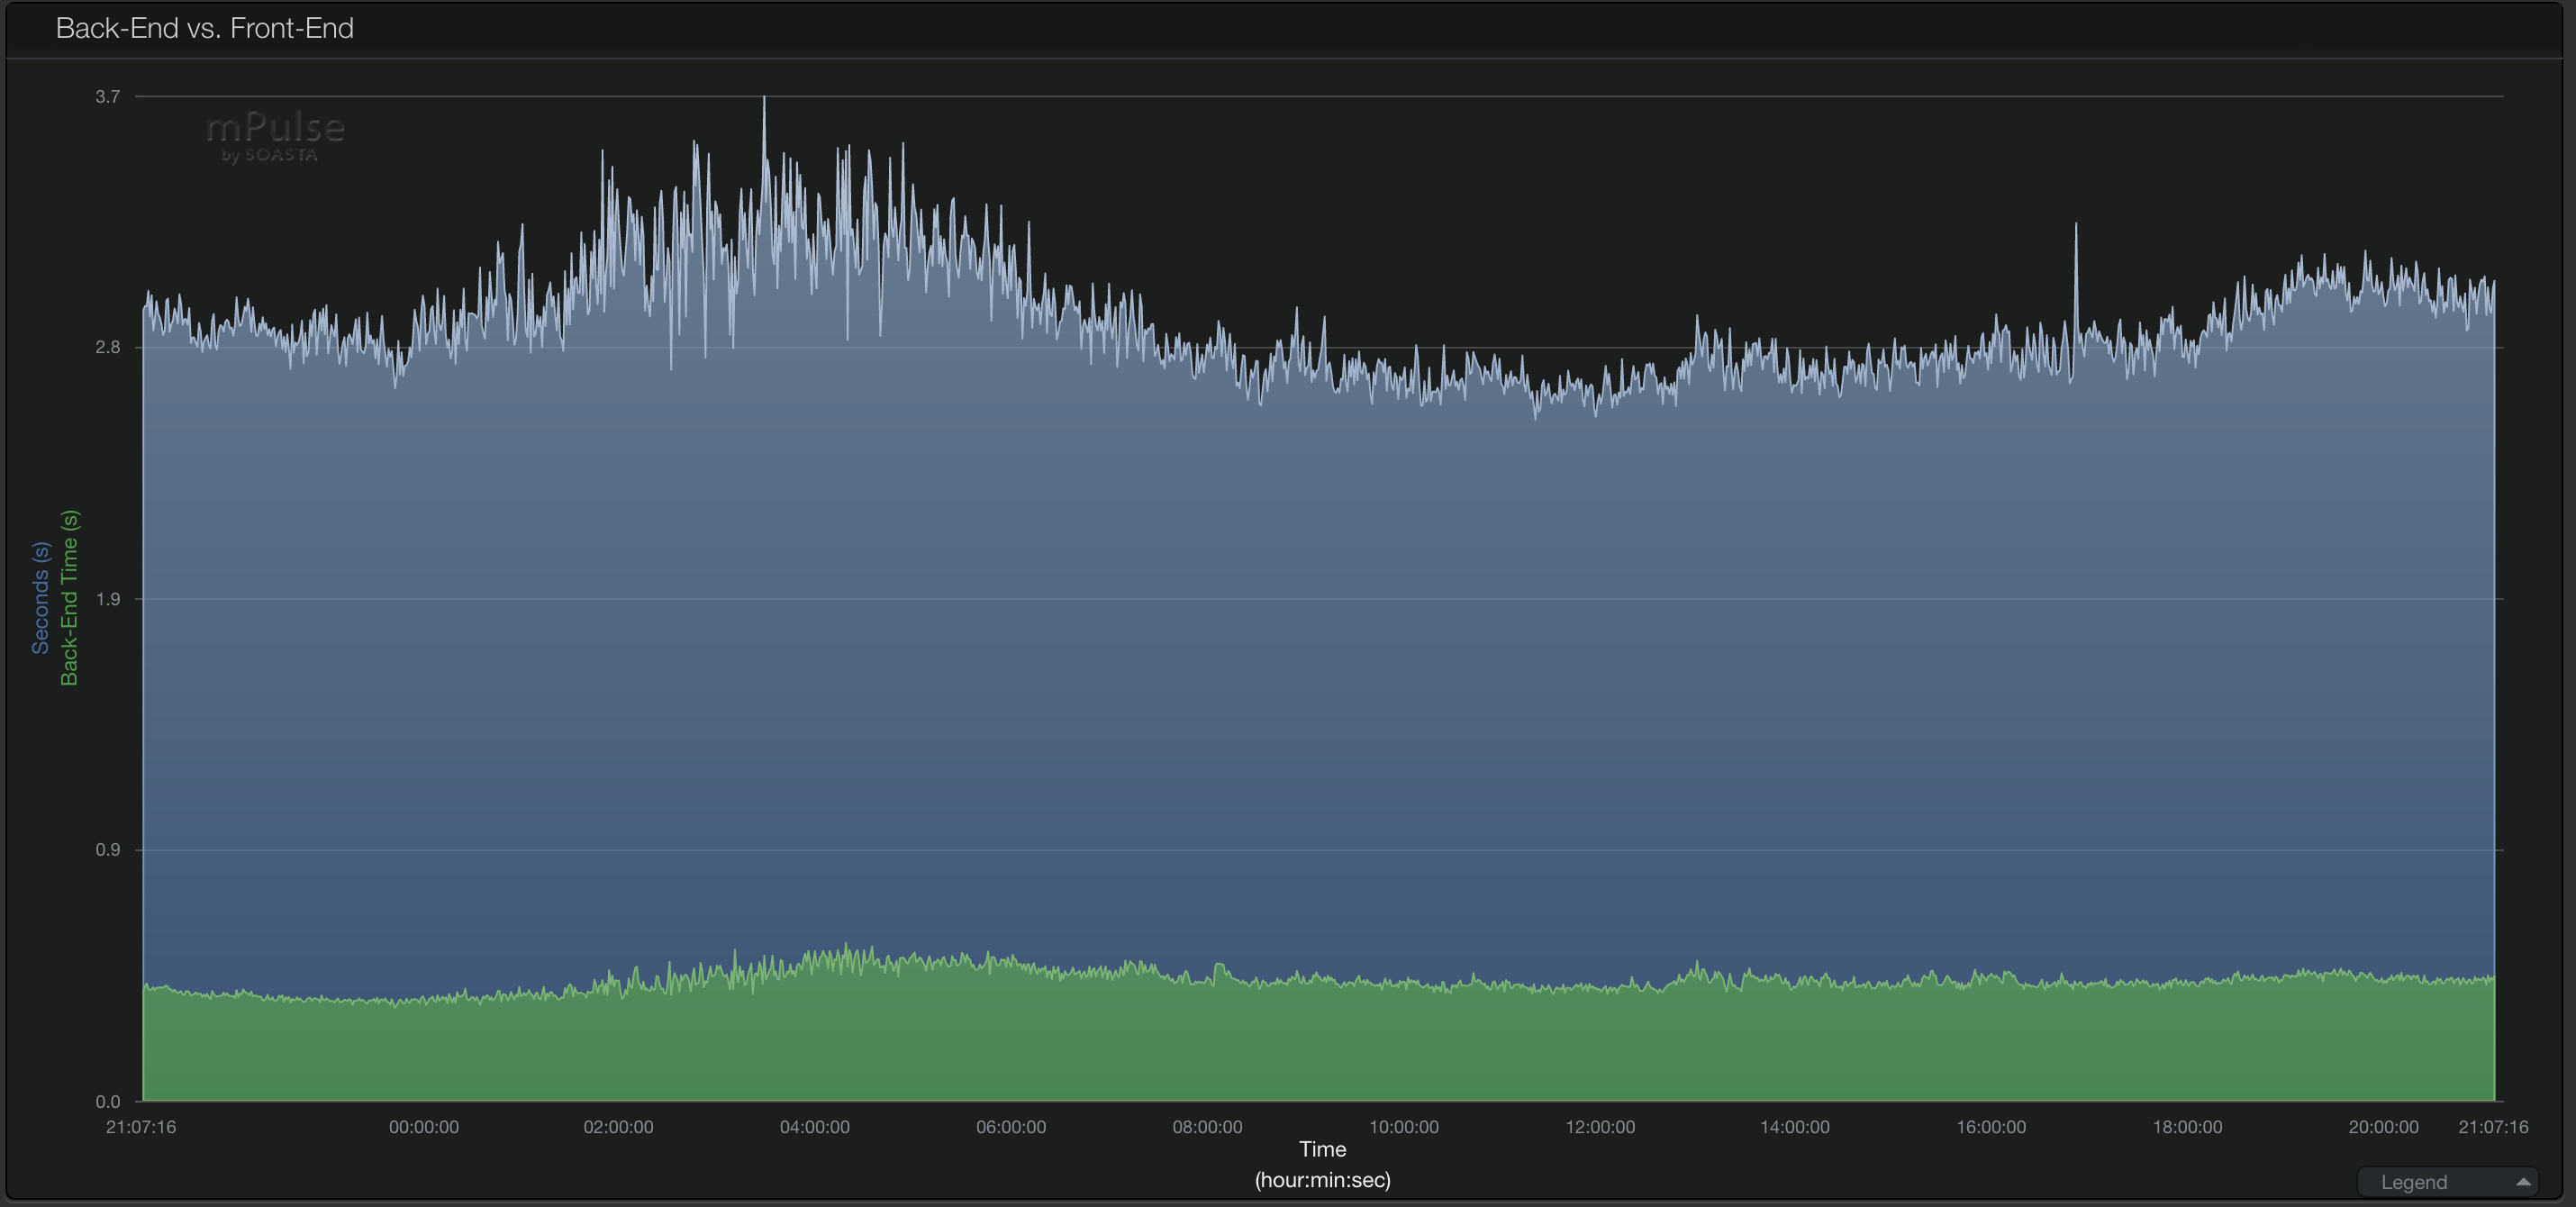 Back-End vs. Front-End
mPulse
by SOASTA
3.7
2.8
1.9
0.9
0.0
Seconds (s)
Back-End Time (s)
21:07:16 00:00:00 02:00:00 04:00:00 06:00:00 08:00:00 10:00:00 12:00:00 14:00:00 16:00:00 18:00:00 20:00:00 21:07:16
Time
(hour:min:sec)
Legend